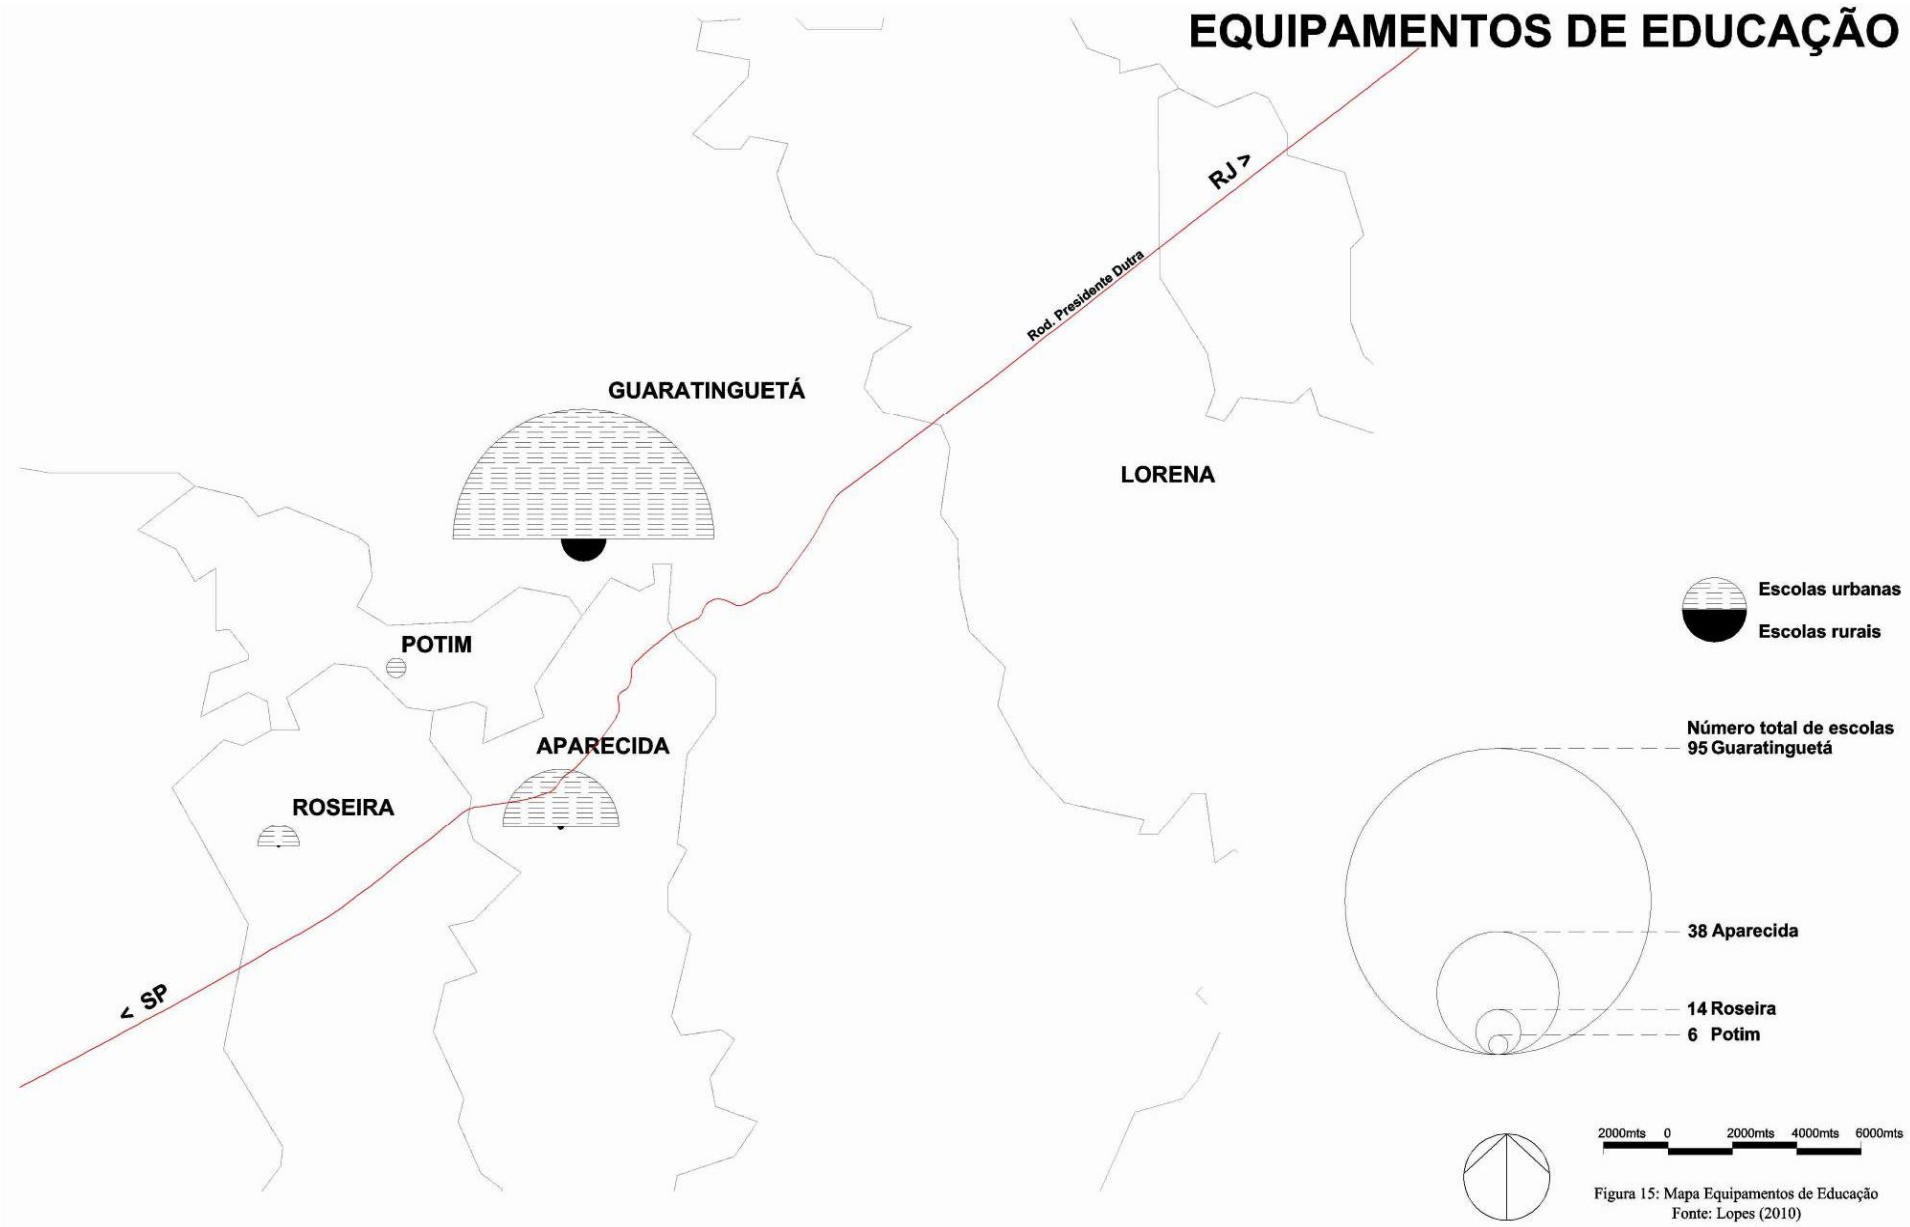 EQUIPAMENTOS DE EDUCAÇÃO
RJ >
Rod. Presidente Dutra
GUARATINGUETÁ
LORENA
POTIM
APARECIDA
ROSEIRA
< SP
Escolas urbanas
Escolas rurais
Número total de escolas
95 Guaratinguetá
38 Aparecida
14 Roseira
6 Potim
2000mts 0 2000mts 4000mts 6000mts
Figura 15: Mapa Equipamentos de Educação
Fonte: Lopes (2010)